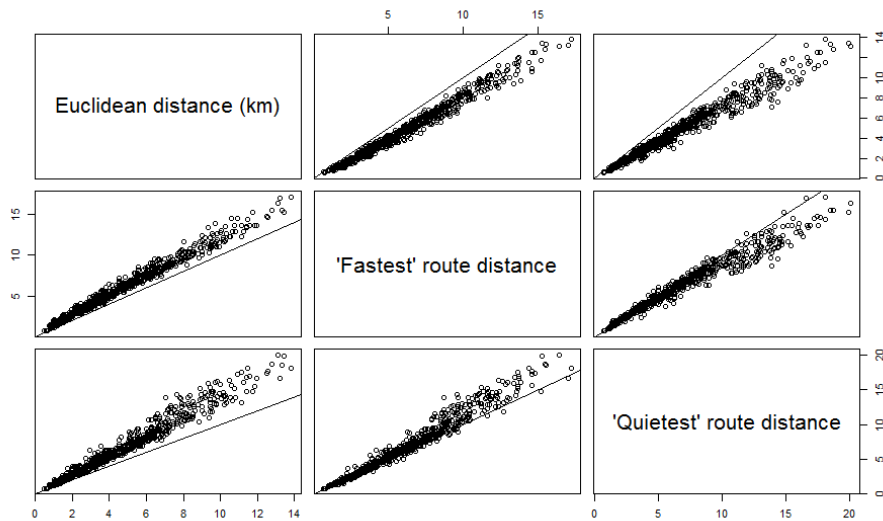 5 10 15
Euclidean distance (km)
0 2 4 6 8 10 14
5 10 15
'Fastest' route distance
'Quietest' route distance
0 5 10 15 20
0 2 4 6 8 10 12 14
0 5 10 15 20